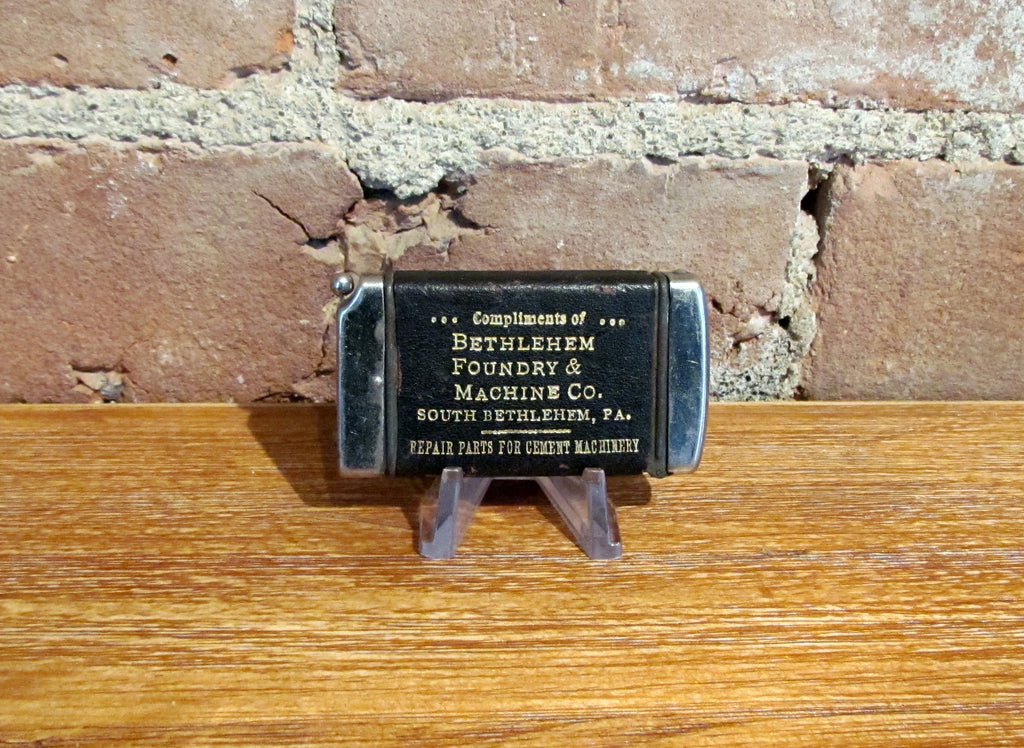 ... Compliments of ...
BETHLEHEM
FOUNDRY &
MACHINE CO.
SOUTH BETHLEHEM, PA.
REPAIR PARTS FOR CEMENT MACHINERY